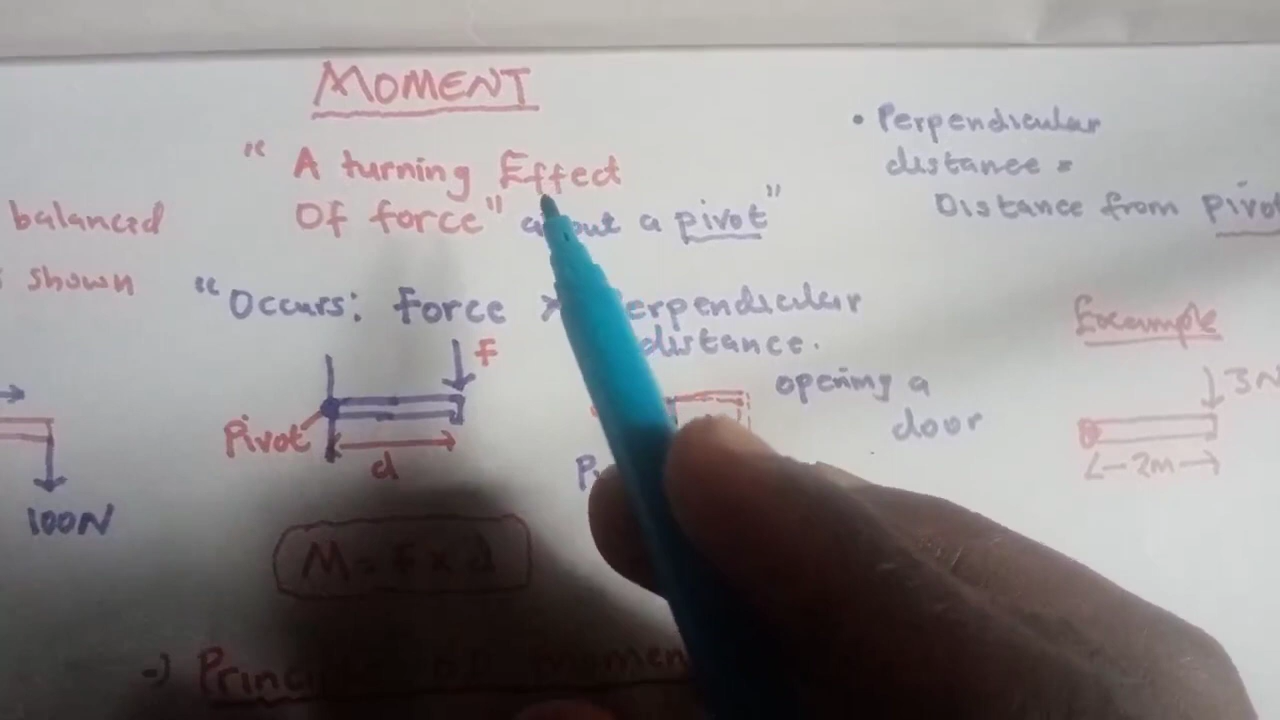 MOMENT
" A turning Effect
Of force" about a pivot"
"Occurs: Force × Perpendicular
distance.
F
Pivot
d
M = F x d
opening a
door
balanced
shown
100N
• Perpendicular
distance =
Distance from pivot
Example
3N
2m
-) Principle of moment